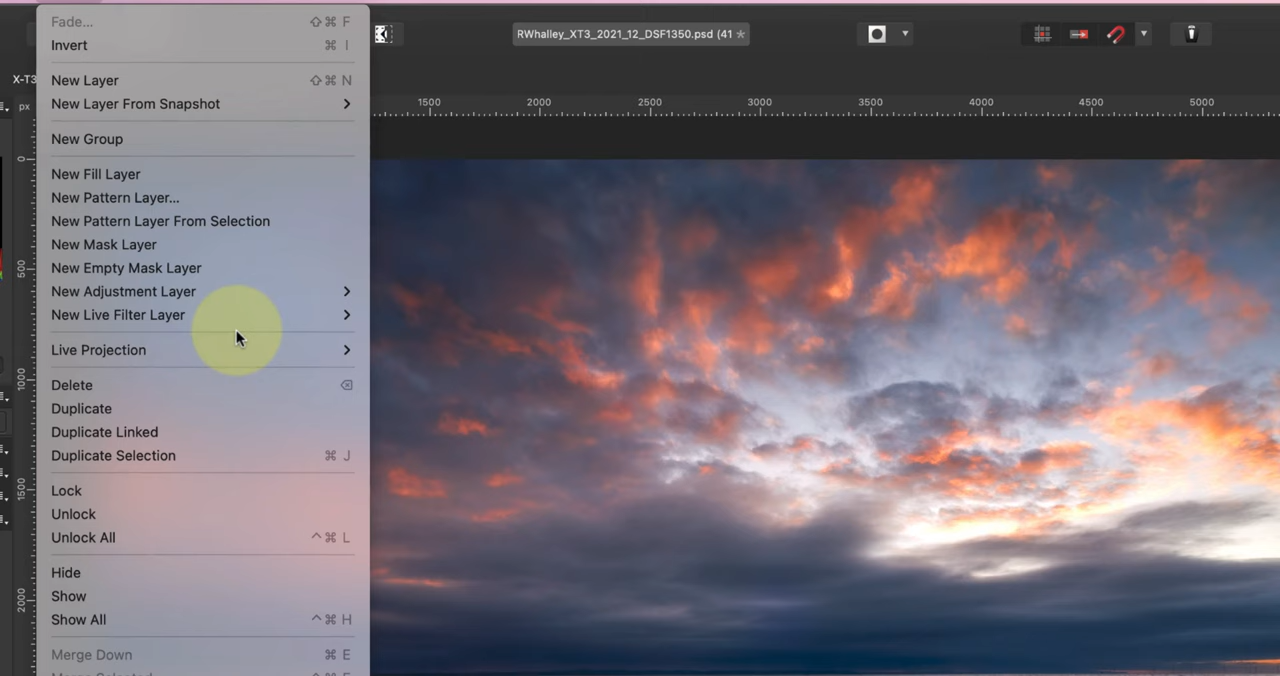 Fade... ⇧⌘ F
Invert ⌘ I
New Layer ⇧⌘ N
New Layer From Snapshot
New Group
New Fill Layer
New Pattern Layer...
New Pattern Layer From Selection
New Mask Layer
New Empty Mask Layer
New Adjustment Layer
New Live Filter Layer
Live Projection
Delete ⌫
Duplicate
Duplicate Linked
Duplicate Selection ⌘ J
Lock
Unlock
Unlock All ^⌘ L
Hide
Show
Show All ^⌘ H
Merge Down ⌘ E
RWhalley_XT3_2021_12_DSF1350.psd (41 *
X-T3
px
1500 2000 2500 3000 3500 4000 4500 5000
0
500
1000
1500
2000